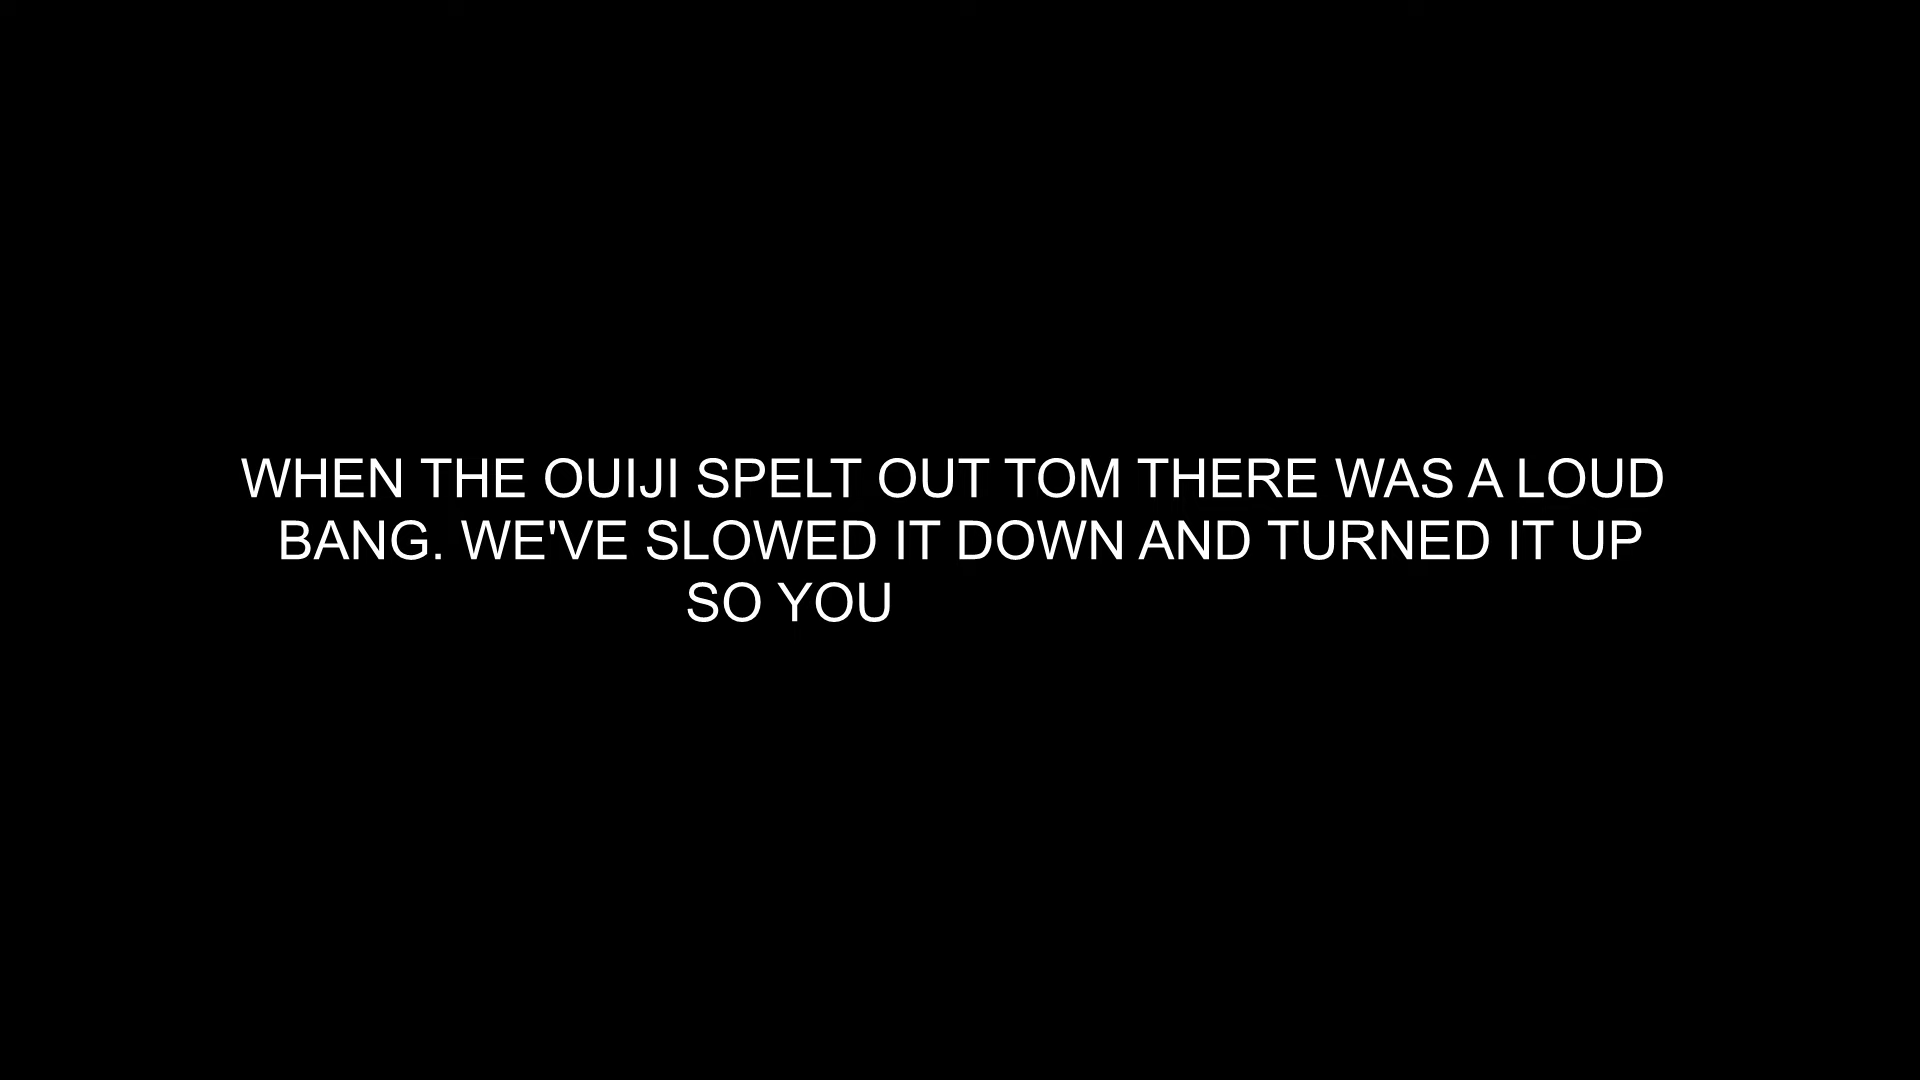 WHEN THE OUIJI SPELT OUT TOM THERE WAS A LOUD
BANG. WE'VE SLOWED IT DOWN AND TURNED IT UP
SO YOU